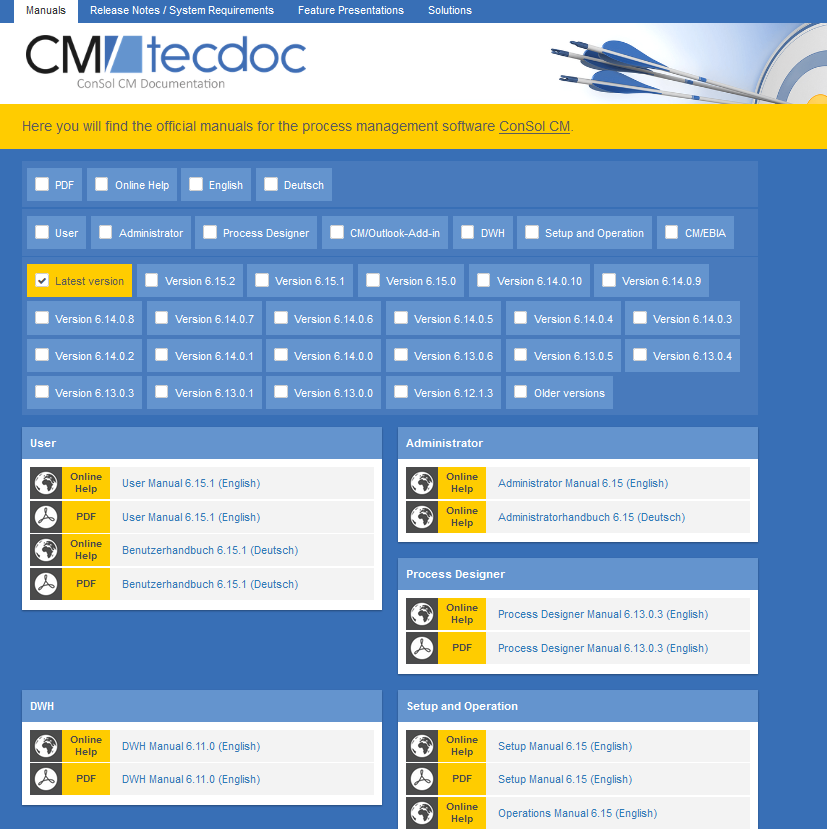 Manuals Release Notes / System Requirements Feature Presentations Solutions
CM/ tecdoc
ConSol CM Documentation
Here you will find the official manuals for the process management software ConSol CM.
PDF Online Help English Deutsch
User Administrator Process Designer CM/Outlook-Add-in DWH Setup and Operation CM/EBIA
Latest version Version 6.15.2 Version 6.15.1 Version 6.15.0 Version 6.14.0.10 Version 6.14.0.9
Version 6.14.0.8 Version 6.14.0.7 Version 6.14.0.6 Version 6.14.0.5 Version 6.14.0.4 Version 6.14.0.3
Version 6.14.0.2 Version 6.14.0.1 Version 6.14.0.0 Version 6.13.0.6 Version 6.13.0.5 Version 6.13.0.4
Version 6.13.0.3 Version 6.13.0.1 Version 6.13.0.0 Version 6.12.1.3 Older versions
User
Online Help User Manual 6.15.1 (English)
PDF User Manual 6.15.1 (English)
Online Help Benutzerhandbuch 6.15.1 (Deutsch)
PDF Benutzerhandbuch 6.15.1 (Deutsch)
Administrator
Online Help Administrator Manual 6.15 (English)
Online Help Administratorhandbuch 6.15 (Deutsch)
Process Designer
Online Help Process Designer Manual 6.13.0.3 (English)
PDF Process Designer Manual 6.13.0.3 (English)
DWH
Online Help DWH Manual 6.11.0 (English)
PDF DWH Manual 6.11.0 (English)
Setup and Operation
Online Help Setup Manual 6.15 (English)
PDF Setup Manual 6.15 (English)
Online Help Operations Manual 6.15 (English)